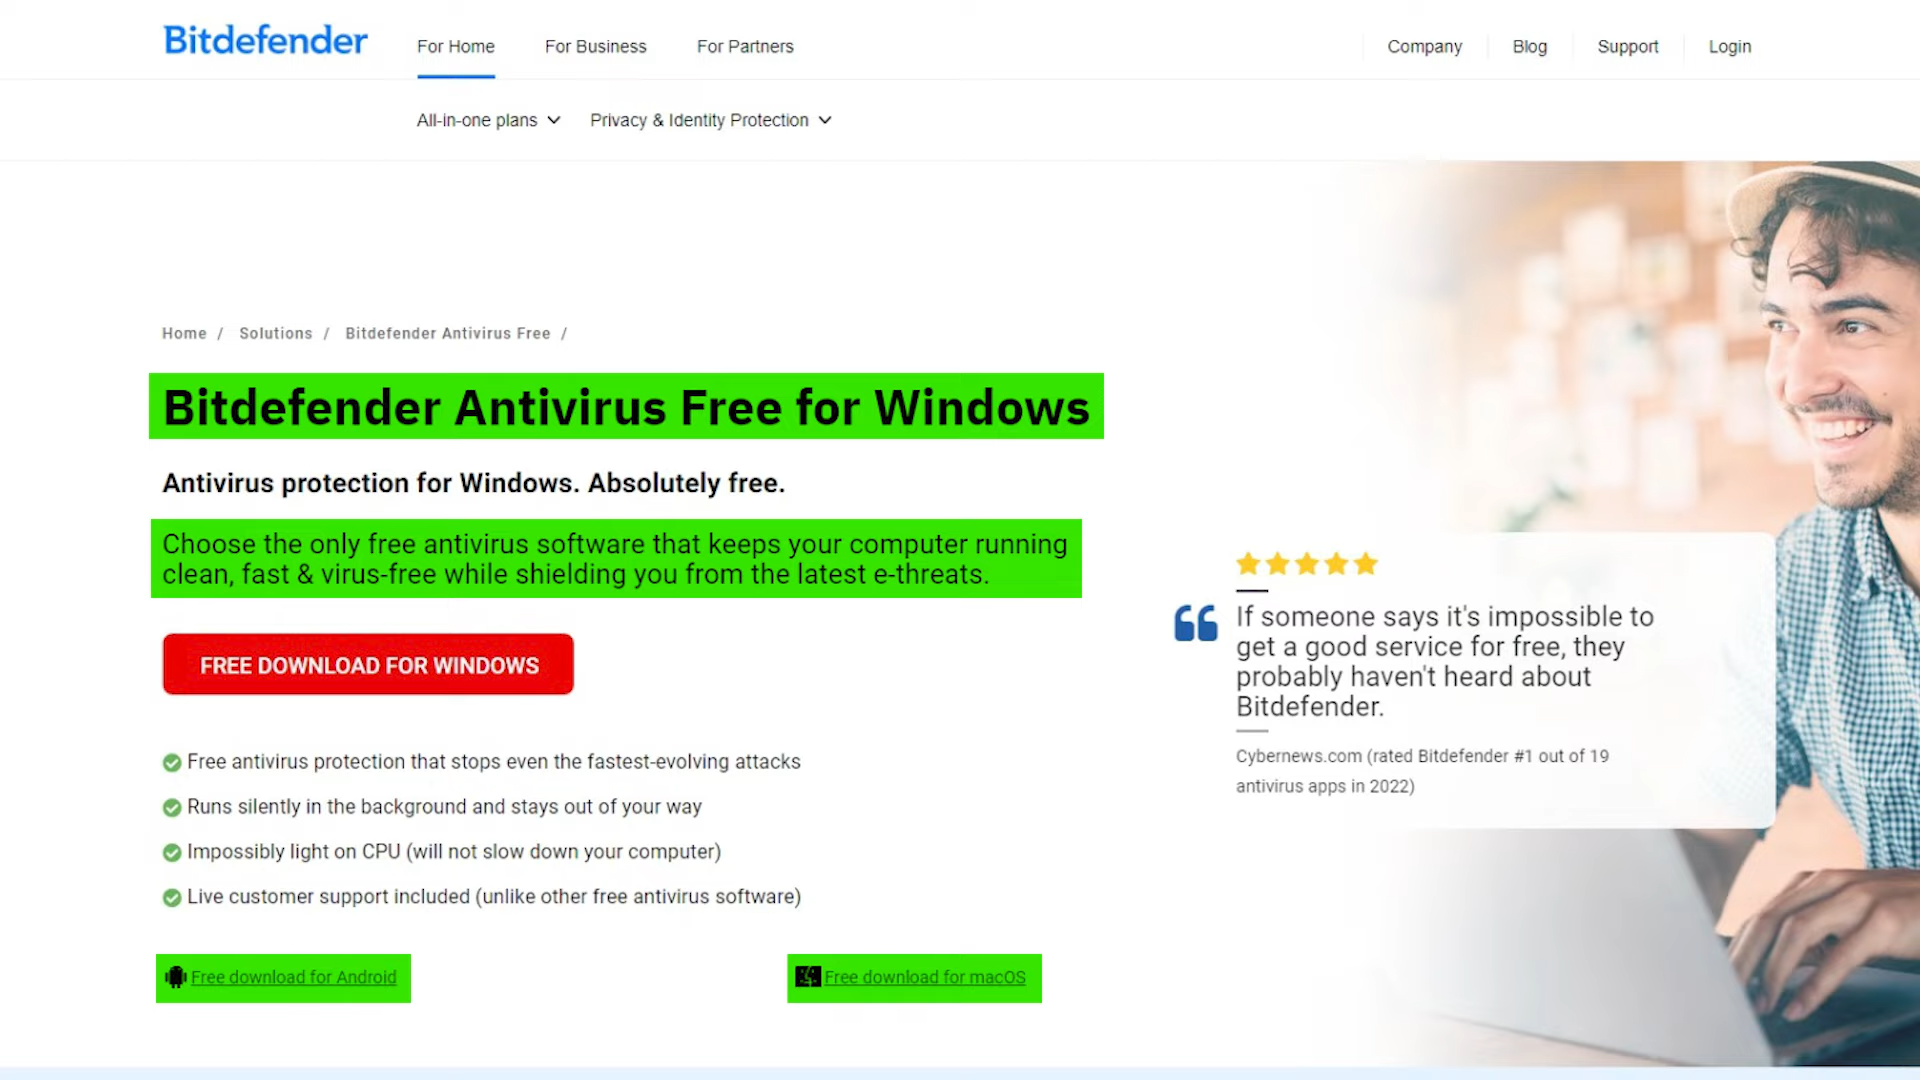 Bitdefender
For Home
For Business
For Partners
Company
Blog
Support
Login
All-in-one plans
Privacy & Identity Protection
Home / Solutions / Bitdefender Antivirus Free /
Bitdefender Antivirus Free for Windows
Antivirus protection for Windows. Absolutely free.
Choose the only free antivirus software that keeps your computer running
clean, fast & virus-free while shielding you from the latest e-threats.
FREE DOWNLOAD FOR WINDOWS
Free antivirus protection that stops even the fastest-evolving attacks
Runs silently in the background and stays out of your way
Impossibly light on CPU (will not slow down your computer)
Live customer support included (unlike other free antivirus software)
Free download for Android
Free download for macOS
If someone says it's impossible to
get a good service for free, they
probably haven't heard about
Bitdefender.
Cybernews.com (rated Bitdefender #1 out of 19
antivirus apps in 2022)